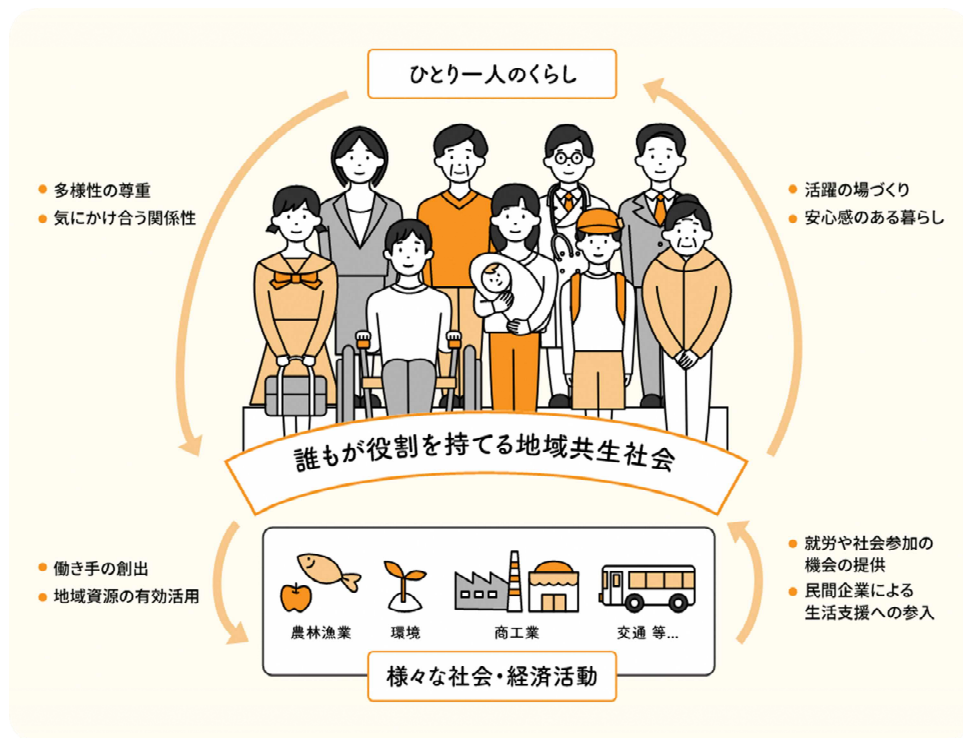 ひとり一人のくらし
多様性の尊重
気にかけ合う関係性
活躍の場づくり
安心感のある暮らし
誰もが役割を持てる地域共生社会
働き手の創出
地域資源の有効活用
就労や社会参加の
機会の提供
民間企業による
生活支援への参入
農林漁業
環境
商工業
交通 等...
様々な社会・経済活動